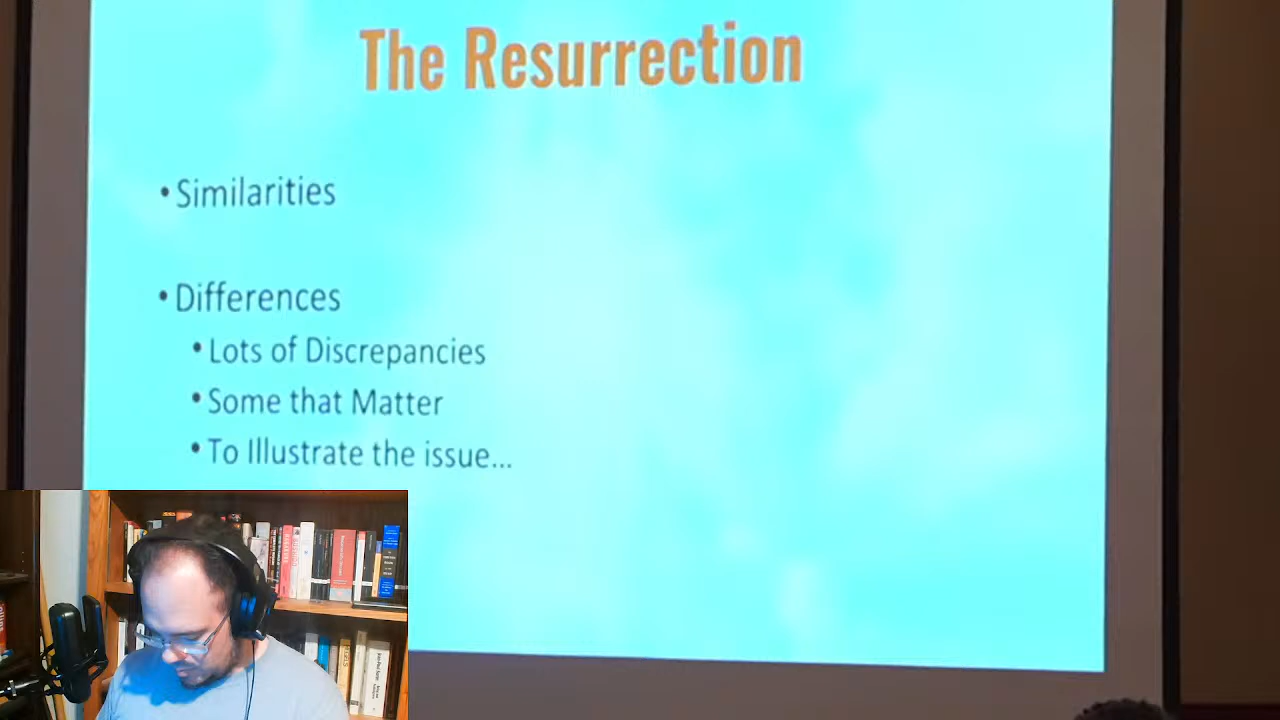 The Resurrection
• Similarities
• Differences
• Lots of Discrepancies
• Some that Matter
• To Illustrate the issue...